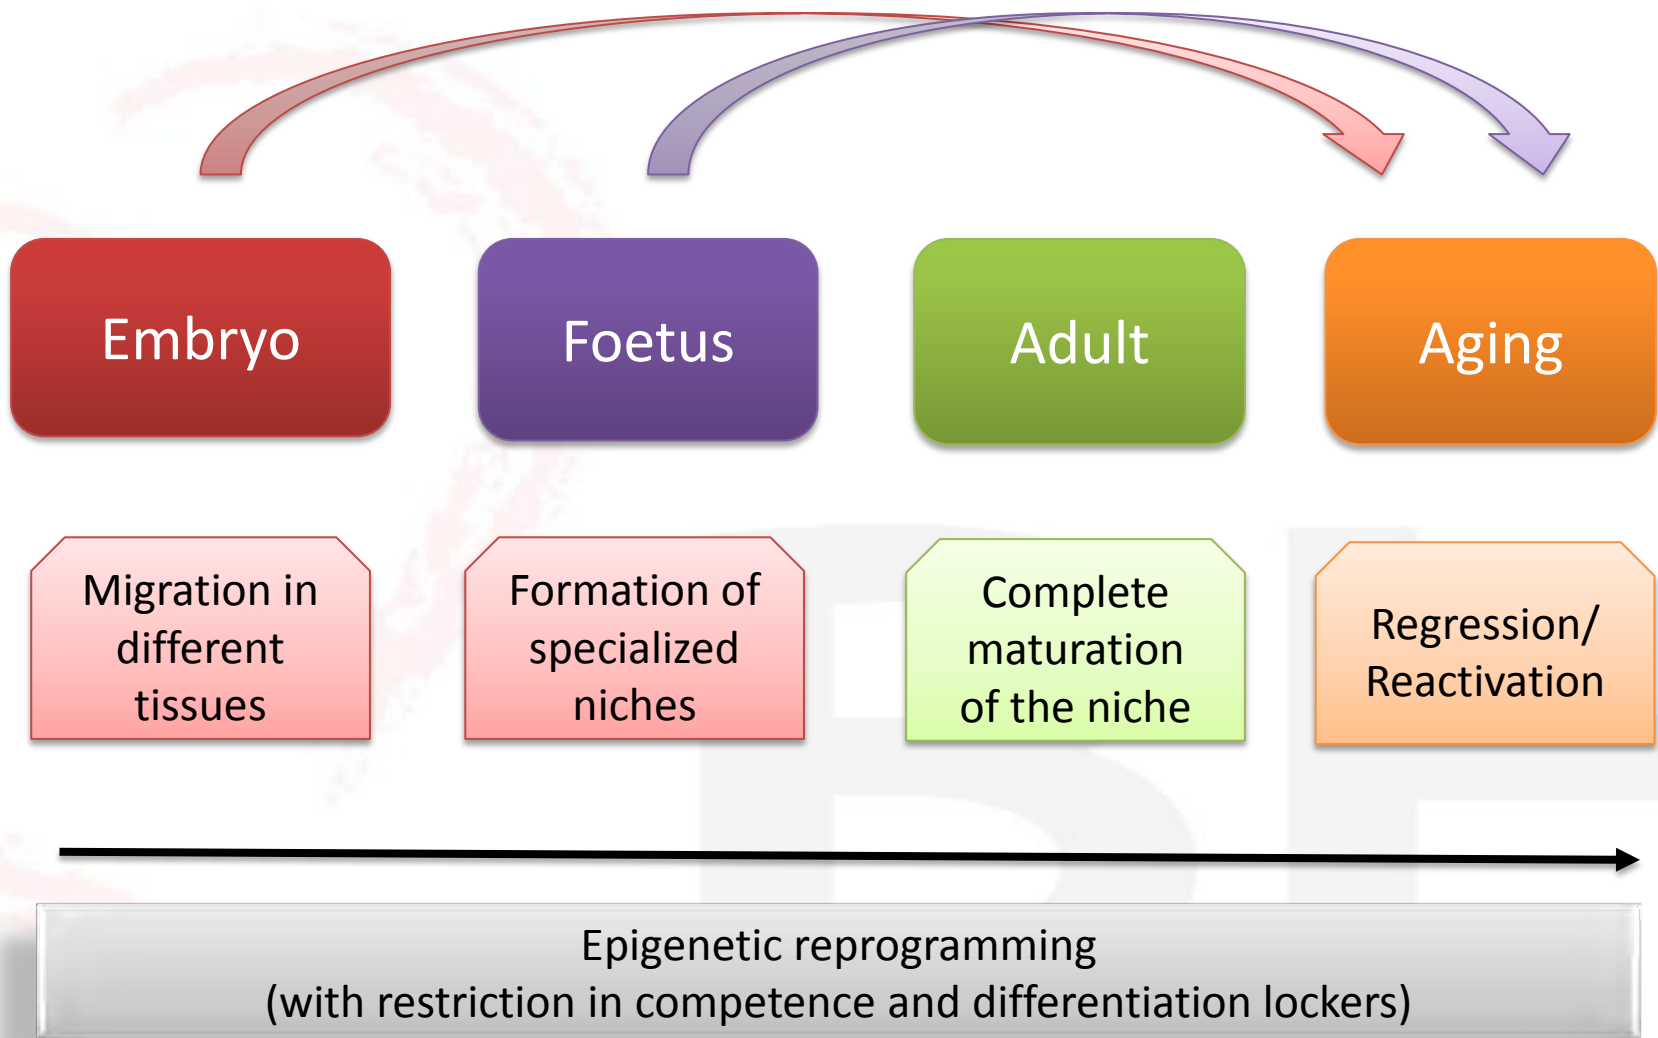 Embryo
Foetus
Adult
Aging
Migration in
different
tissues
Formation of
specialized
niches
Complete
maturation
of the niche
Regression/
Reactivation
Epigenetic reprogramming
(with restriction in competence and differentiation lockers)